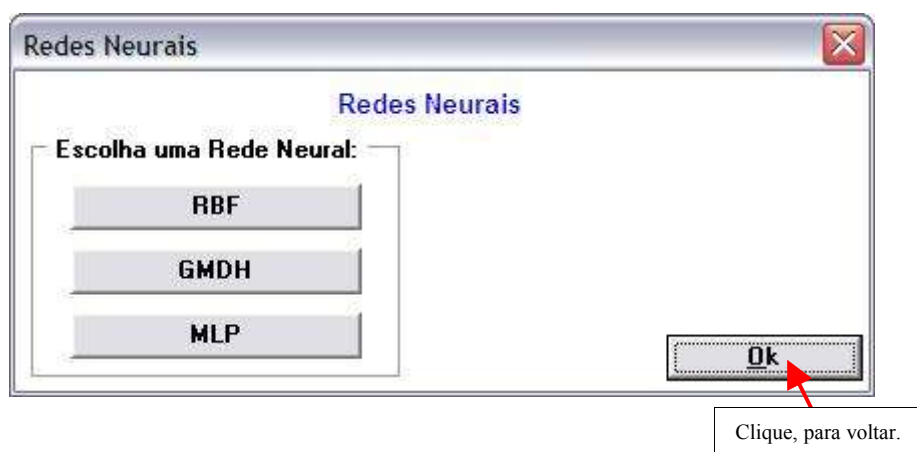 Redes Neurais
Redes Neurais
Escolha uma Rede Neural:
RBF
GMDH
MLP
Ok
Clique, para voltar.